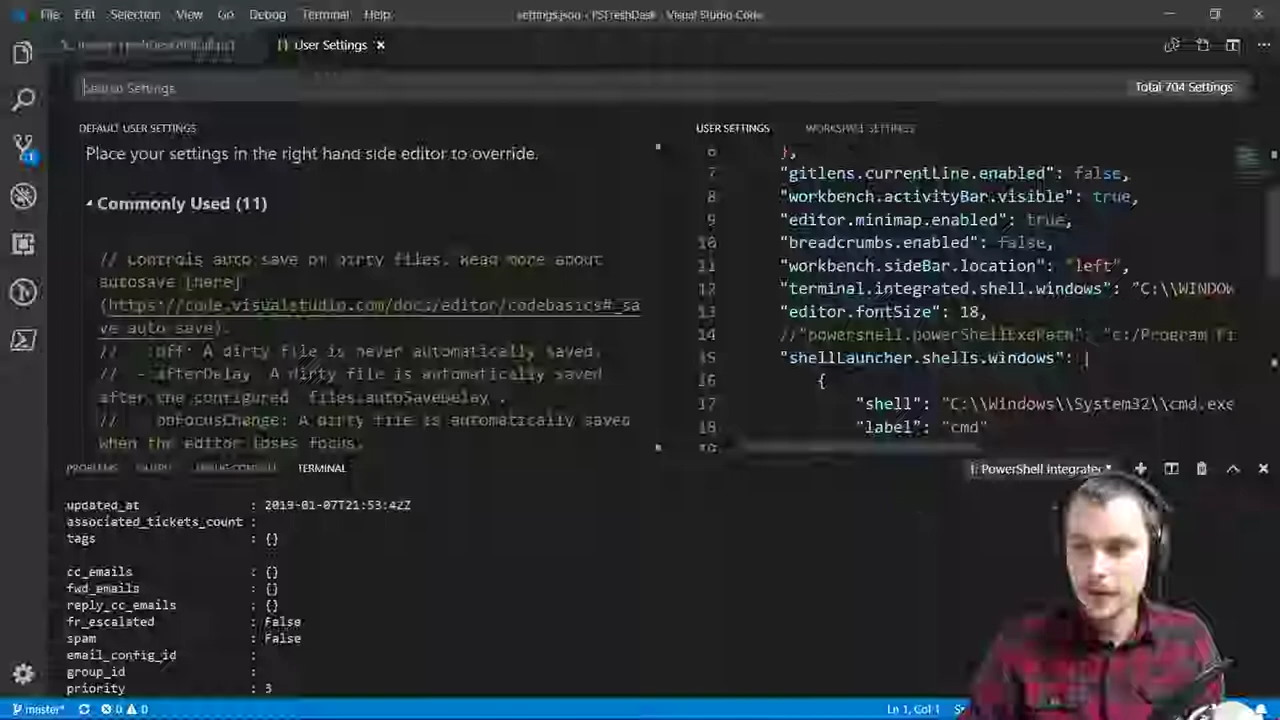 File Edit Selection View Go Debug Terminal Help
settings.json - PSFreshDesk - Visual Studio Code
User Settings
Search Settings
Total 704 Settings
DEFAULT USER SETTINGS
Place your settings in the right hand side editor to override.
Commonly Used (11)
// Controls auto save of dirty files. Read more about
autosave [here]
(https://code.visualstudio.com/docs/editor/codebasics#_sa
ve_auto_save).
// - off: A dirty file is never automatically saved.
// - afterDelay: A dirty file is automatically saved
after the configured files.autoSaveDelay.
// - onFocusChange: A dirty file is automatically saved
when the editor loses focus.
USER SETTINGS WORKSPACE SETTINGS
6 },
7 "gitlens.currentLine.enabled": false,
8 "workbench.activityBar.visible": true,
9 "editor.minimap.enabled": true,
10 "breadcrumbs.enabled": false,
11 "workbench.sideBar.location": "left",
12 "terminal.integrated.shell.windows": "C:\\WINDOW
13 "editor.fontSize": 18,
14 //"powershell.powerShellExePath": "c:/Program Fi
15 "shellLauncher.shells.windows": [
16 {
17 "shell": "C:\\Windows\\System32\\cmd.exe
18 "label": "cmd"
19
PROBLEMS OUTPUT DEBUG CONSOLE TERMINAL
1: PowerShell Integrated
updated_at : 2019-01-07T21:53:42Z
associated_tickets_count :
tags : {}
cc_emails : {}
fwd_emails : {}
reply_cc_emails : {}
fr_escalated : False
spam : False
email_config_id :
group_id :
priority : 3
master* 0 0
Ln 1, Col 1